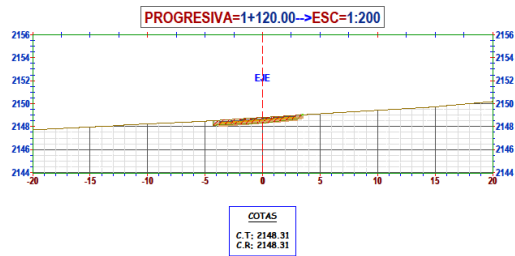 PROGRESIVA=1+120.00-->ESC=1:200
2156 2156
2154 2154
2152 2152
EJE
2150 2150
2148 2148
2146 2146
2144 2144
-20 -15 -10 -5 0 5 10 15 20
COTAS
C.T: 2148.31
C.R: 2148.31